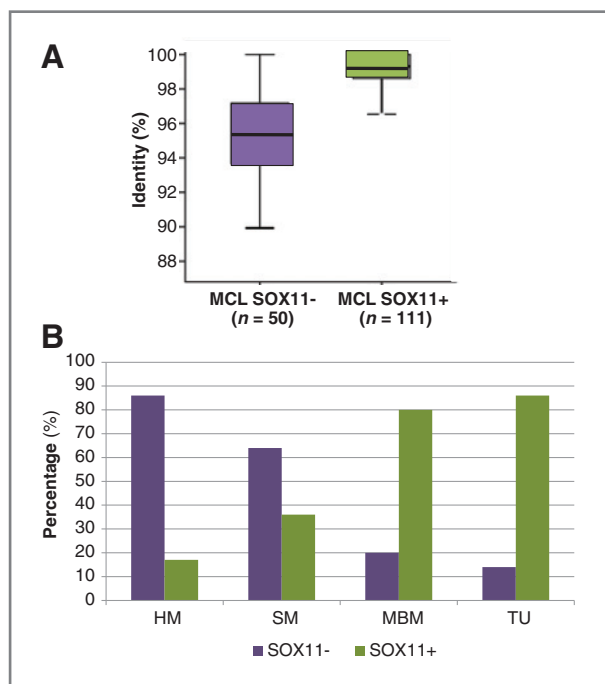 A
Identity (%)
100
98
96
94
92
90
88
MCL SOX11-
(n = 50)
MCL SOX11+
(n = 111)
B
Percentage (%)
100
90
80
70
60
50
40
30
20
10
0
HM
SM
MBM
TU
SOX11-
SOX11+